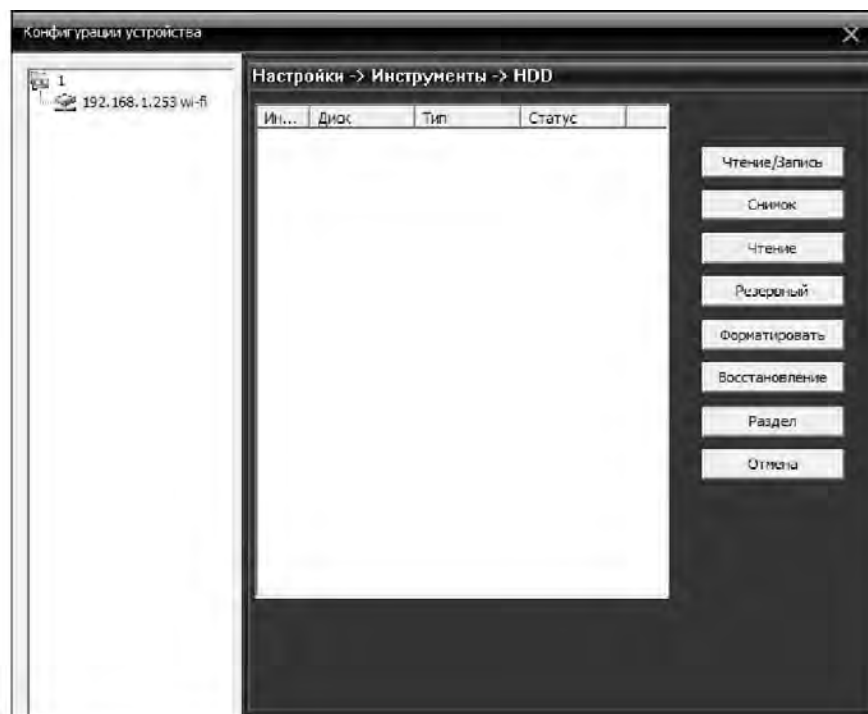 Конфигурации устройства
1
192.168.1.253 wi-fi
Настройки -> Инструменты -> HDD
Ин... Диск Тип Статус
Чтение/Запись
Снимок
Чтение
Резервный
Форматировать
Восстановление
Раздел
Отмена